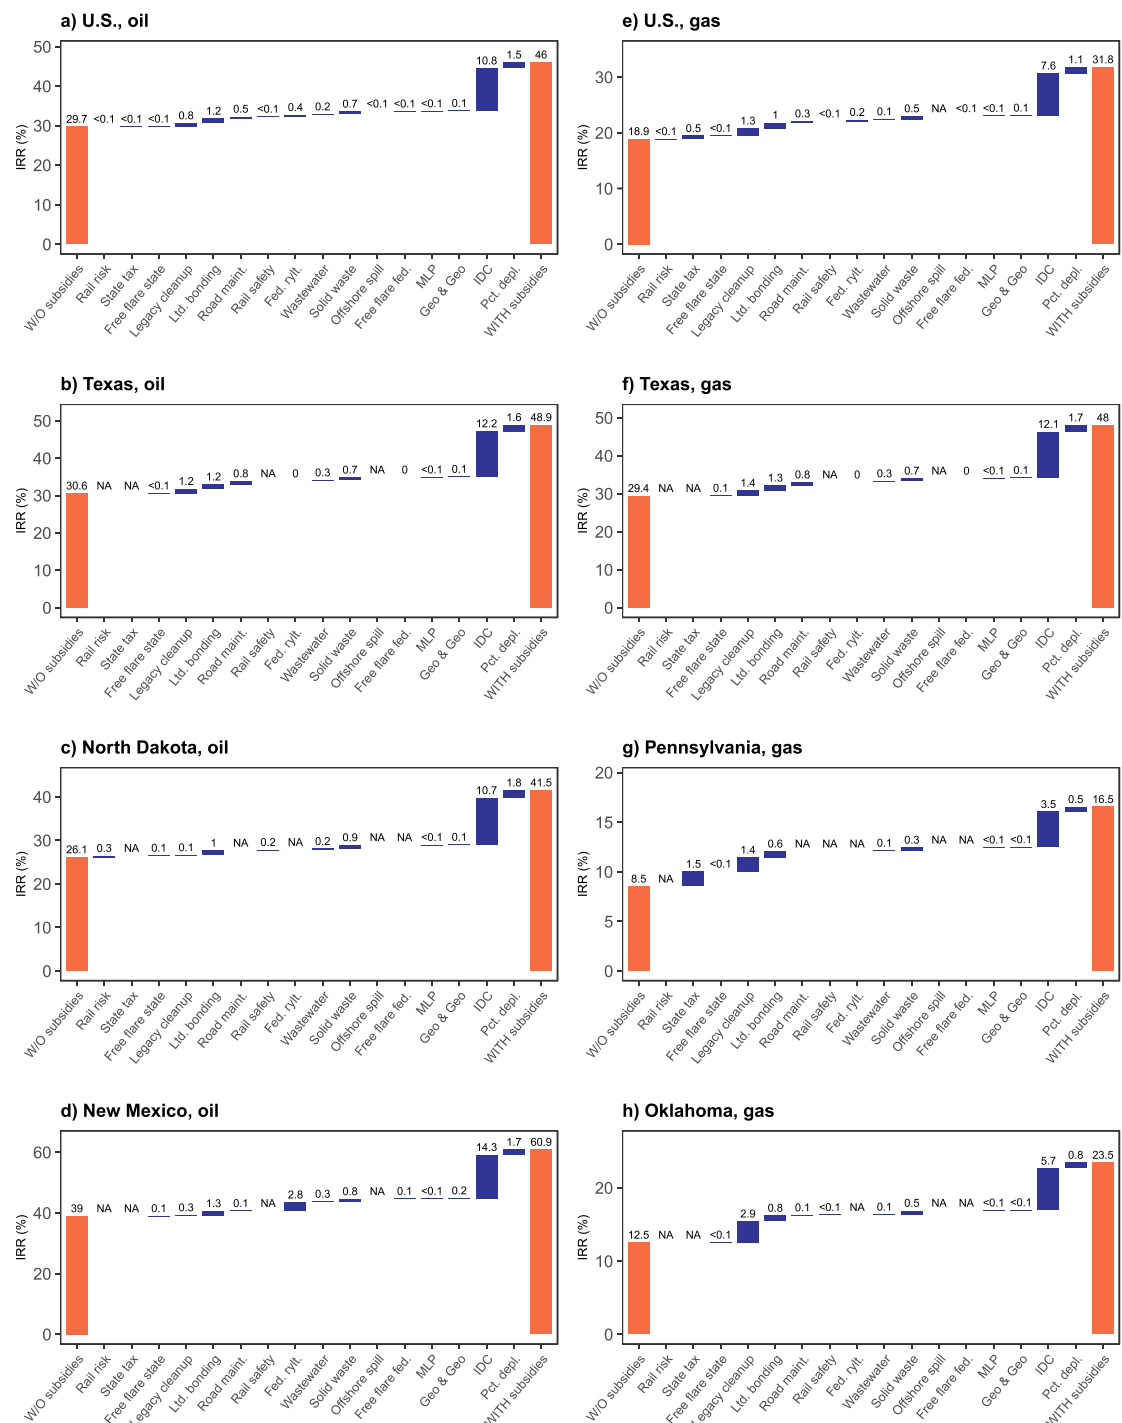 a) U.S., oil
IRR (%)
50
40
30
20
10
0
29.7 <0.1 <0.1 <0.1 0.8 1.2 0.5 <0.1 0.4 0.2 0.7 <0.1 <0.1 <0.1 0.1 10.8 1.5 46
W/O subsidies
Rail risk
State tax
Free flare state
Legacy cleanup
Ltd. bonding
Road maint.
Rail safety
Fed. rylt.
Wastewater
Solid waste
Offshore spill
Free flare fed.
MLP
Geo & Geo
IDC
Pct. depl.
WITH subsidies
e) U.S., gas
IRR (%)
30
20
10
0
18.9 <0.1 0.5 <0.1 1.3 1 0.3 <0.1 0.2 0.1 0.5 NA <0.1 <0.1 0.1 7.6 1.1 31.8
W/O subsidies
Rail risk
State tax
Free flare state
Legacy cleanup
Ltd. bonding
Road maint.
Rail safety
Fed. rylt.
Wastewater
Solid waste
Offshore spill
Free flare fed.
MLP
Geo & Geo
IDC
Pct. depl.
WITH subsidies
b) Texas, oil
IRR (%)
50
40
30
20
10
0
30.6 NA NA <0.1 1.2 1.2 0.8 NA 0 0.3 0.7 NA 0 <0.1 0.1 12.2 1.6 48.9
W/O subsidies
Rail risk
State tax
Free flare state
Legacy cleanup
Ltd. bonding
Road maint.
Rail safety
Fed. rylt.
Wastewater
Solid waste
Offshore spill
Free flare fed.
MLP
Geo & Geo
IDC
Pct. depl.
WITH subsidies
f) Texas, gas
IRR (%)
50
40
30
20
10
0
29.4 NA NA 0.1 1.4 1.3 0.8 NA 0 0.3 0.7 NA 0 <0.1 0.1 12.1 1.7 48
W/O subsidies
Rail risk
State tax
Free flare state
Legacy cleanup
Ltd. bonding
Road maint.
Rail safety
Fed. rylt.
Wastewater
Solid waste
Offshore spill
Free flare fed.
MLP
Geo & Geo
IDC
Pct. depl.
WITH subsidies
c) North Dakota, oil
IRR (%)
40
30
20
10
0
26.1 0.3 NA 0.1 0.1 1 NA 0.2 NA 0.2 0.9 NA NA <0.1 0.1 10.7 1.8 41.5
W/O subsidies
Rail risk
State tax
Free flare state
Legacy cleanup
Ltd. bonding
Road maint.
Rail safety
Fed. rylt.
Wastewater
Solid waste
Offshore spill
Free flare fed.
MLP
Geo & Geo
IDC
Pct. depl.
WITH subsidies
g) Pennsylvania, gas
IRR (%)
20
15
10
5
0
8.5 NA 1.5 <0.1 1.4 0.6 NA NA NA 0.1 0.3 NA NA <0.1 <0.1 3.5 0.5 16.5
W/O subsidies
Rail risk
State tax
Free flare state
Legacy cleanup
Ltd. bonding
Road maint.
Rail safety
Fed. rylt.
Wastewater
Solid waste
Offshore spill
Free flare fed.
MLP
Geo & Geo
IDC
Pct. depl.
WITH subsidies
d) New Mexico, oil
IRR (%)
60
40
20
0
39 NA NA 0.1 0.3 1.3 0.1 NA 2.8 0.3 0.8 NA 0.1 <0.1 0.2 14.3 1.7 60.9
W/O subsidies
Rail risk
State tax
Free flare state
Legacy cleanup
Ltd. bonding
Road maint.
Rail safety
Fed. rylt.
Wastewater
Solid waste
Offshore spill
Free flare fed.
MLP
Geo & Geo
IDC
Pct. depl.
WITH subsidies
h) Oklahoma, gas
IRR (%)
20
10
0
12.5 NA NA <0.1 2.9 0.8 0.1 <0.1 NA 0.1 0.5 NA NA <0.1 <0.1 5.7 0.8 23.5
W/O subsidies
Rail risk
State tax
Free flare state
Legacy cleanup
Ltd. bonding
Road maint.
Rail safety
Fed. rylt.
Wastewater
Solid waste
Offshore spill
Free flare fed.
MLP
Geo & Geo
IDC
Pct. depl.
WITH subsidies